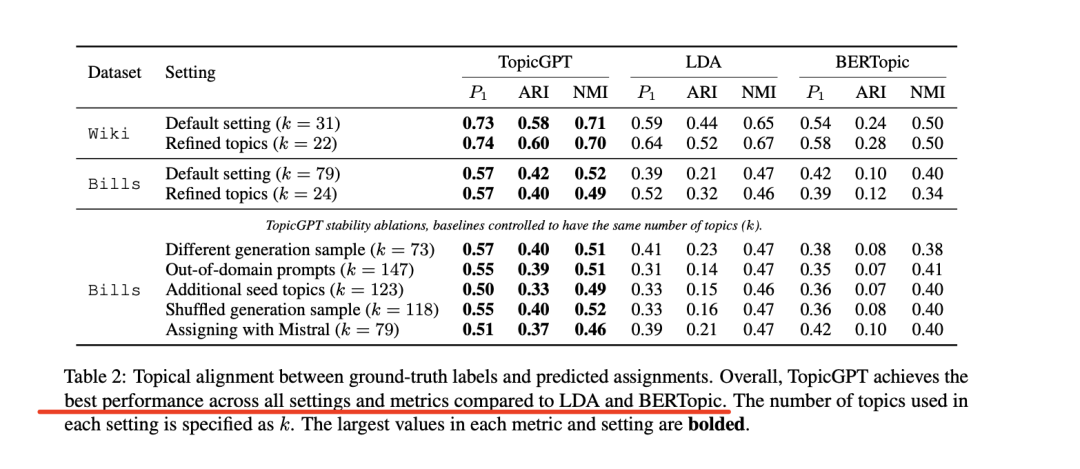 TopicGPT LDA BERTopic
Dataset Setting
P₁ ARI NMI P₁ ARI NMI P₁ ARI NMI
Wiki
Default setting (k = 31) 0.73 0.58 0.71 0.59 0.44 0.65 0.54 0.24 0.50
Refined topics (k = 22) 0.74 0.60 0.70 0.64 0.52 0.67 0.58 0.28 0.50
Bills
Default setting (k = 79) 0.57 0.42 0.52 0.39 0.21 0.47 0.42 0.10 0.40
Refined topics (k = 24) 0.57 0.40 0.49 0.52 0.32 0.46 0.39 0.12 0.34
TopicGPT stability ablations, baselines controlled to have the same number of topics (k).
Different generation sample (k = 73) 0.57 0.40 0.51 0.41 0.23 0.47 0.38 0.08 0.38
Out-of-domain prompts (k = 147) 0.55 0.39 0.51 0.31 0.14 0.47 0.35 0.07 0.41
Bills Additional seed topics (k = 123) 0.50 0.33 0.49 0.33 0.15 0.46 0.36 0.07 0.40
Shuffled generation sample (k = 118) 0.55 0.40 0.52 0.33 0.16 0.47 0.36 0.08 0.40
Assigning with Mistral (k = 79) 0.51 0.37 0.46 0.39 0.21 0.47 0.42 0.10 0.40
Table 2: Topical alignment between ground-truth labels and predicted assignments. Overall, TopicGPT achieves the
best performance across all settings and metrics compared to LDA and BERTopic. The number of topics used in
each setting is specified as k. The largest values in each metric and setting are bolded.